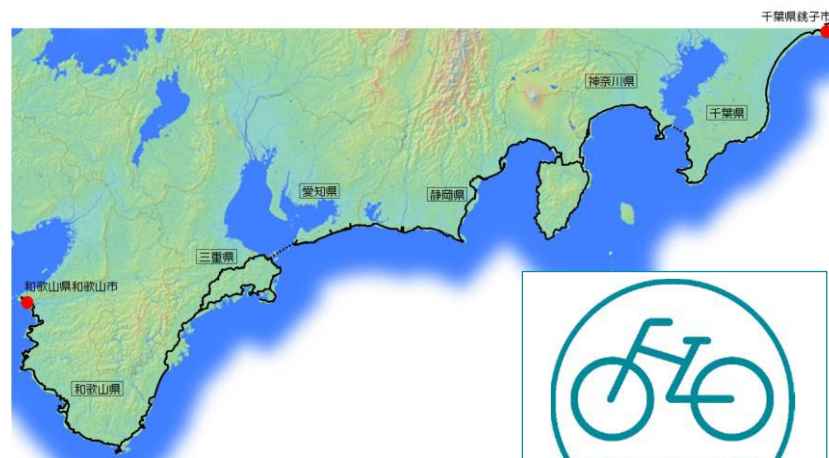 千葉県銚子市
神奈川県
千葉県
愛知県
静岡県
三重県
和歌山県和歌山市
和歌山県